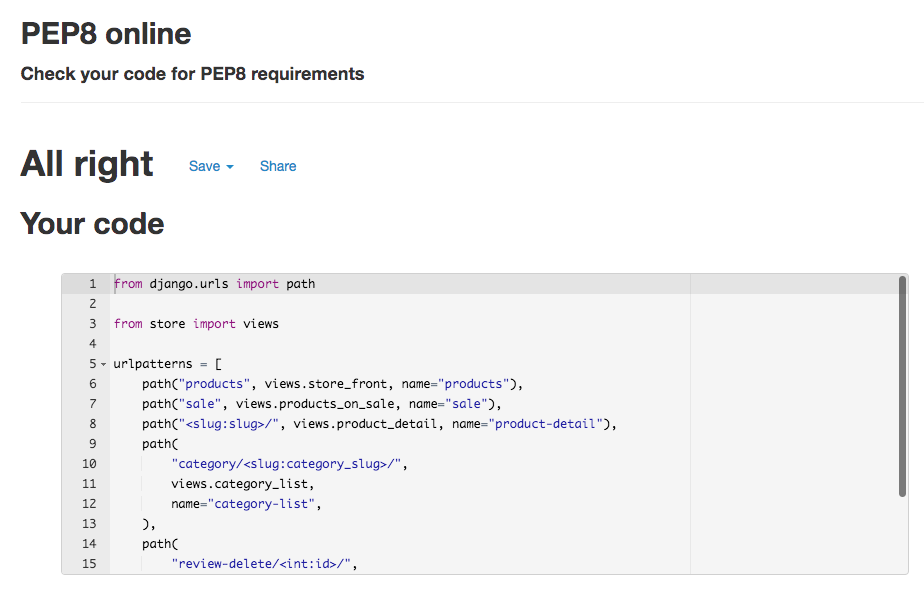 PEP8 online
Check your code for PEP8 requirements
All right Save Share
Your code
1 from django.urls import path
2
3 from store import views
4
5 urlpatterns = [
6 path("products", views.store_front, name="products"),
7 path("sale", views.products_on_sale, name="sale"),
8 path("<slug:slug>/", views.product_detail, name="product-detail"),
9 path(
10 "category/<slug:category_slug>/",
11 views.category_list,
12 name="category-list",
13 ),
14 path(
15 "review-delete/<int:id>/",